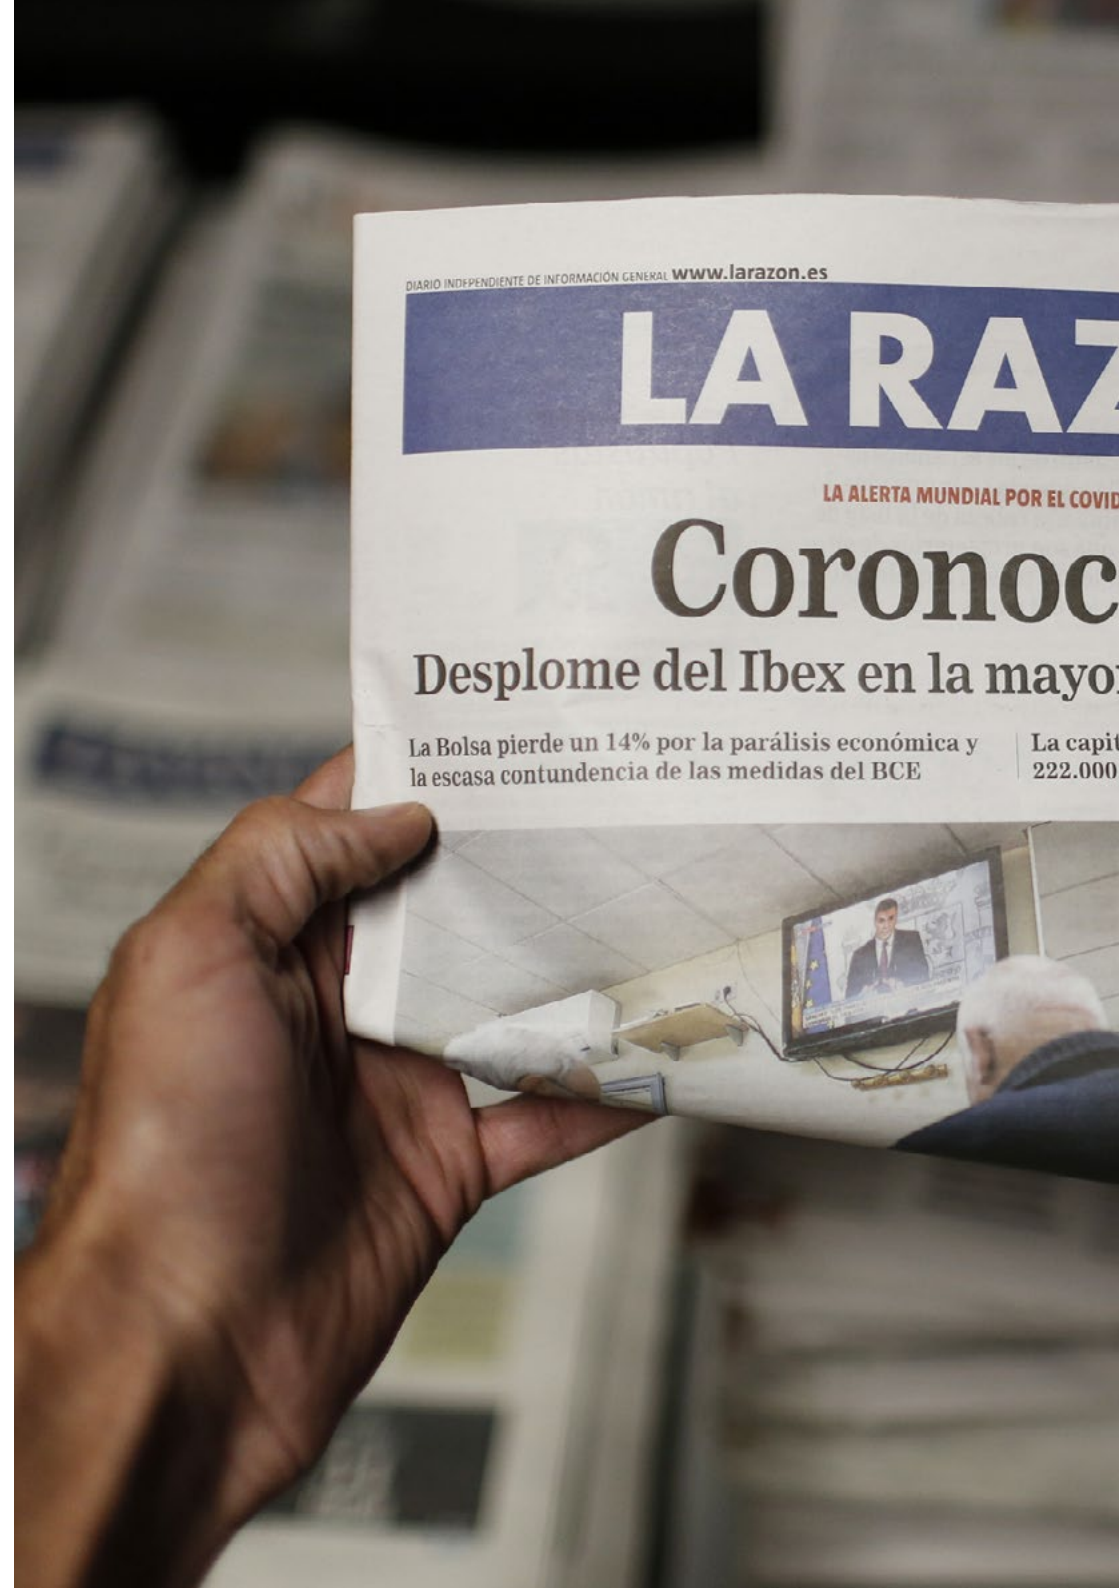 DIARIO INDEPENDIENTE DE INFORMACIÓN GENERAL www.larazon.es
LA RAZ
LA ALERTA MUNDIAL POR EL COVID
Coronoc
Desplome del Ibex en la mayo
La Bolsa pierde un 14% por la parálisis económica y
la escasa contundencia de las medidas del BCE
La capit
222.000